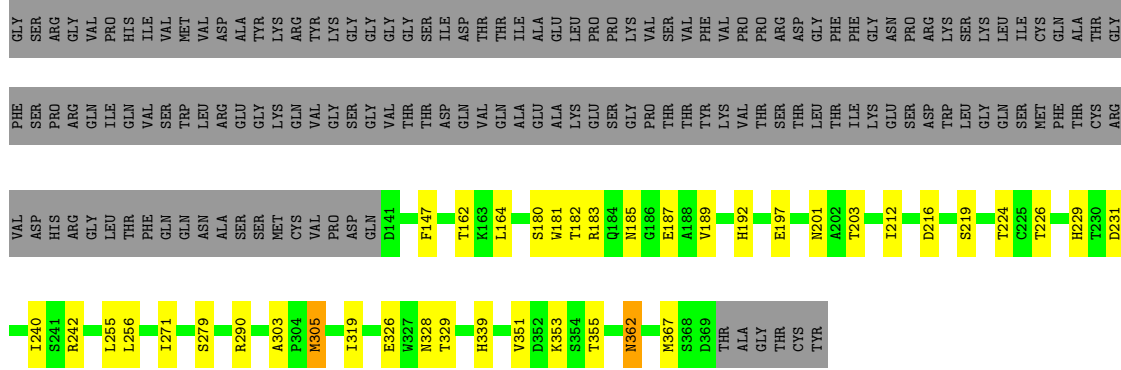 GLY SER ARG GLY VAL PRO HIS ILE VAL MET VAL ASP ALA TYR LYS ARG TYR LYS GLY GLY GLY GLY SER ILE ASP THR THR ILE ALA GLU LEU PRO PRO LYS VAL SER VAL PHE VAL PRO PRO ARG ASP GLY PHE PHE GLY ASN PRO ARG LYS SER LYS LEU ILE CYS GLN ALA THR GLY
PHE SER PRO ARG GLN ILE GLN VAL SER TRP LEU ARG GLU GLY LYS GLN VAL GLY SER GLY VAL THR THR ASP GLN VAL GLN ALA GLU ALA LYS GLU SER GLY PRO THR THR TYR LYS VAL THR SER THR LEU THR ILE LYS GLU SER ASP TRP LEU GLY GLN SER MET PHE THR CYS ARG
VAL ASP HIS ARG GLY LEU THR PHE GLN GLN ASN ALA SER SER MET CYS VAL PRO ASP GLN D141 F147 T162 K163 L164 S180 W181 T182 R183 Q184 N185 G186 E187 A188 V189 H192 E197 N201 A202 T203 I212 D216 S219 T224 C225 T226 H229 T230 D231
I240 S241 R242 L255 L256 I271 S279 R290 A303 P304 M305 I319 E326 W327 N328 T329 H339 V351 D352 K353 S354 T355 N362 M367 S368 D369 THR ALA GLY THR CYS TYR